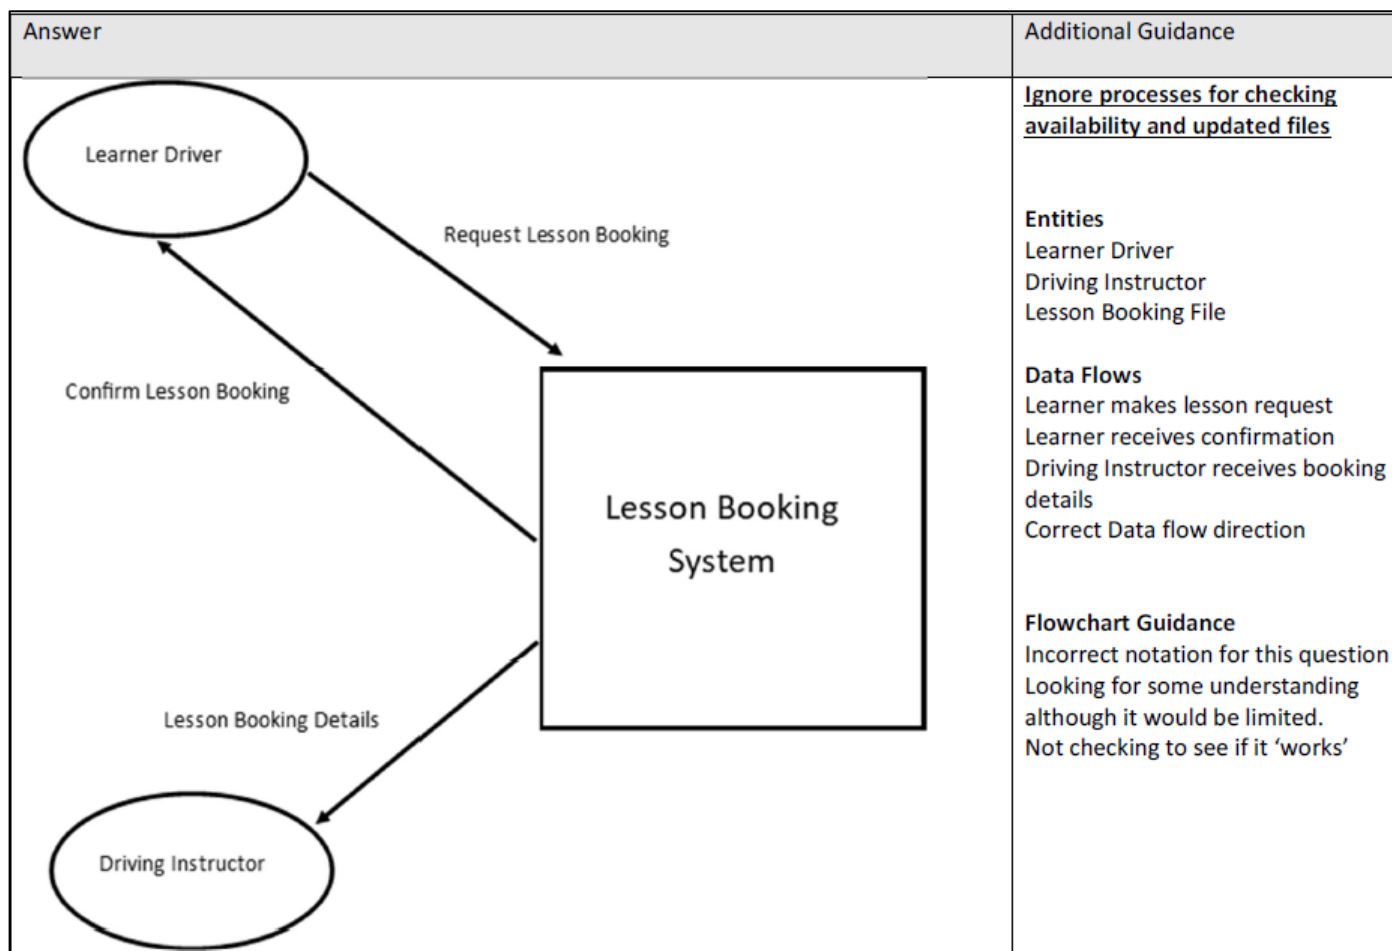 Answer
Additional Guidance
Learner Driver
Request Lesson Booking
Confirm Lesson Booking
Lesson Booking
System
Lesson Booking Details
Driving Instructor
Ignore processes for checking
availability and updated files
Entities
Learner Driver
Driving Instructor
Lesson Booking File
Data Flows
Learner makes lesson request
Learner receives confirmation
Driving Instructor receives booking
details
Correct Data flow direction
Flowchart Guidance
Incorrect notation for this question
Looking for some understanding
although it would be limited.
Not checking to see if it ‘works’